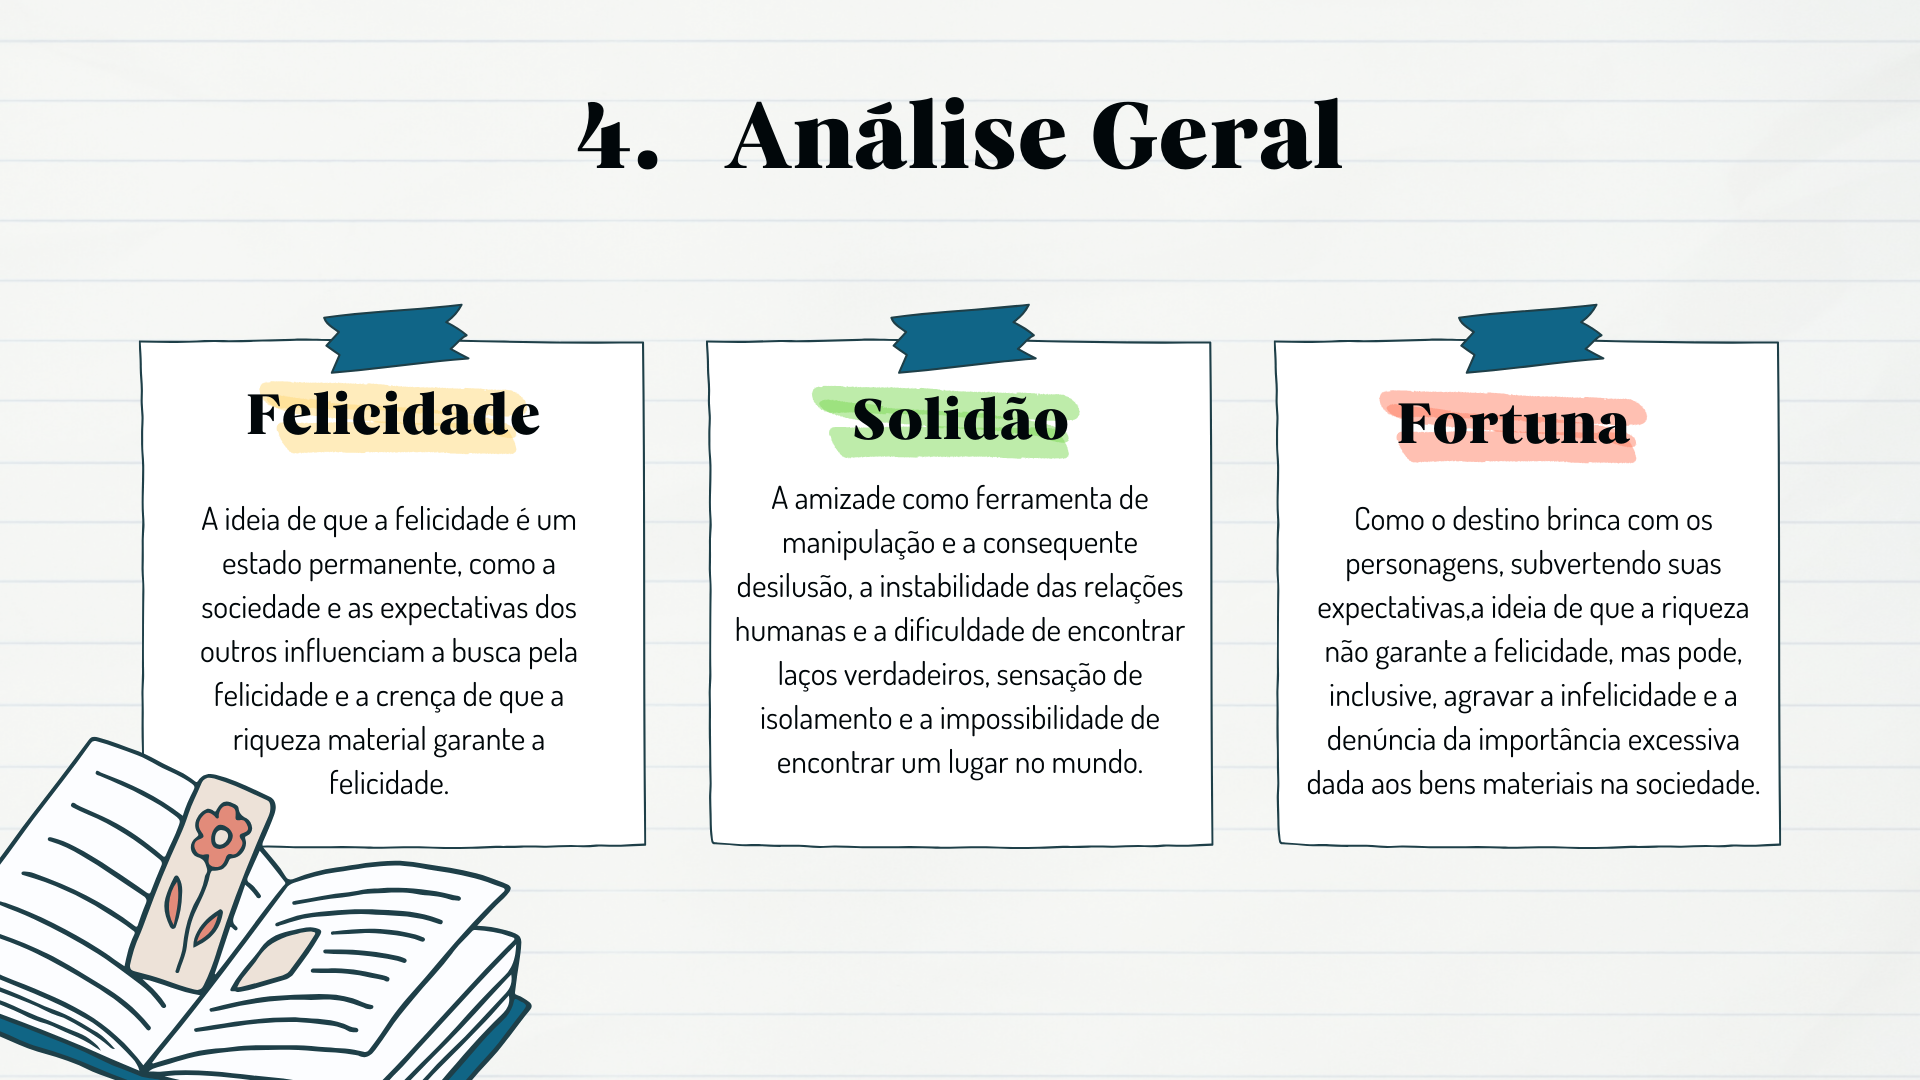 4. Análise Geral
Felicidade
A ideia de que a felicidade é um
estado permanente, como a
sociedade e as expectativas dos
outros influenciam a busca pela
felicidade e a crença de que a
riqueza material garante a
felicidade.
Solidão
A amizade como ferramenta de
manipulação e a consequente
desilusão, a instabilidade das relações
humanas e a dificuldade de encontrar
laços verdadeiros, sensação de
isolamento e a impossibilidade de
encontrar um lugar no mundo.
Fortuna
Como o destino brinca com os
personagens, subvertendo suas
expectativas,a ideia de que a riqueza
não garante a felicidade, mas pode,
inclusive, agravar a infelicidade e a
denúncia da importância excessiva
dada aos bens materiais na sociedade.